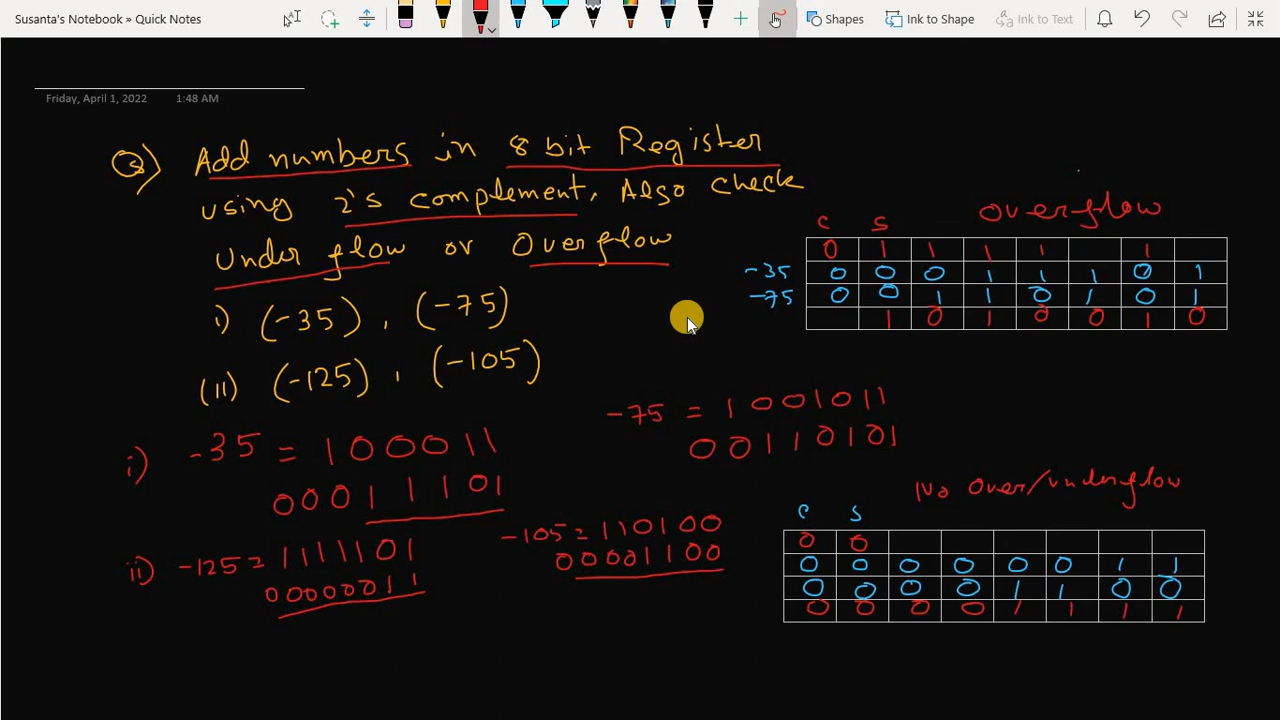 Susanta's Notebook » Quick Notes
Shapes
Ink to Shape
Ink to Text
Friday, April 1, 2022 1:48 AM
Q) Add numbers in 8 bit Register
using 2's complement. Also check
Under flow or Overflow
i) (-35), (-75)
(ii) (-125), (-105)
Overflow
C S
0 1 1 1 1 1
-35 0 0 0 1 1 1 0 1
-75 0 0 1 1 0 1 0 1
1 0 1 0 0 1 0
i) -35 = 100011
00011101
-75 = 1001011
00110101
ii) -125 = 1111101
00000011
-105 = 110100
00001100
No Over/underflow
C S
0 0
0 0 0 0 0 0 1 1
0 0 0 0 1 1 0 0
0 0 0 0 1 1 1 1